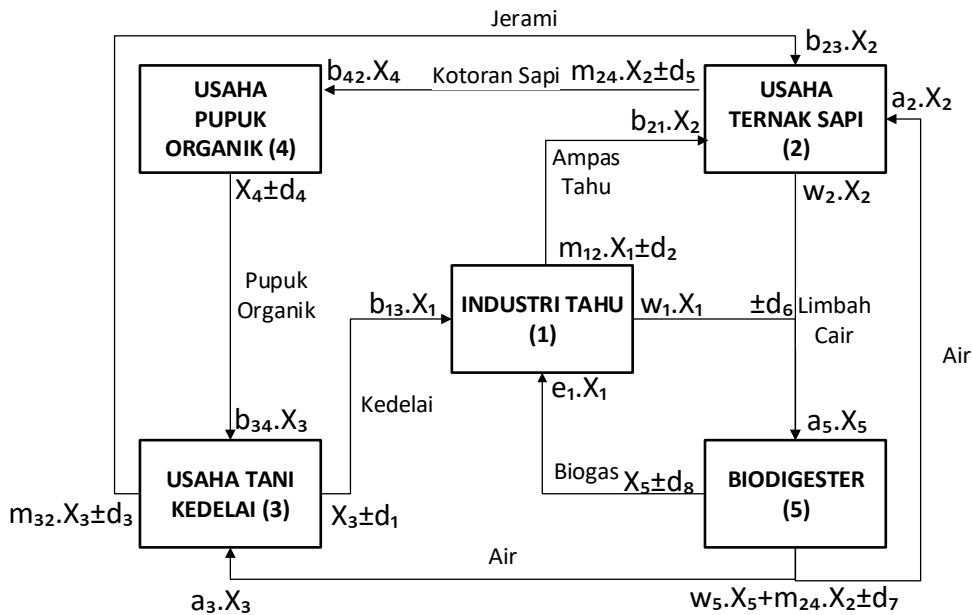 Jerami
b₂₃.X₂
b₄₂.X₄
Kotoran Sapi
m₂₄.X₂±d₅
USAHA
PUPUK
ORGANIK (4)
USAHA
TERNAK SAPI
(2)
a₂.X₂
b₂₁.X₂
Ampas
Tahu
X₄±d₄
w₂.X₂
m₁₂.X₁±d₂
Pupuk
Organik
b₁₃.X₁
INDUSTRI TAHU
(1)
w₁.X₁
±d₆
Limbah
Cair
Air
e₁.X₁
Kedelai
b₃₄.X₃
a₅.X₅
USAHA TANI
KEDELAI (3)
Biogas
X₅±d₈
BIODIGESTER
(5)
m₃₂.X₃±d₃
X₃±d₁
Air
a₃.X₃
w₅.X₅+m₂₄.X₂±d₇